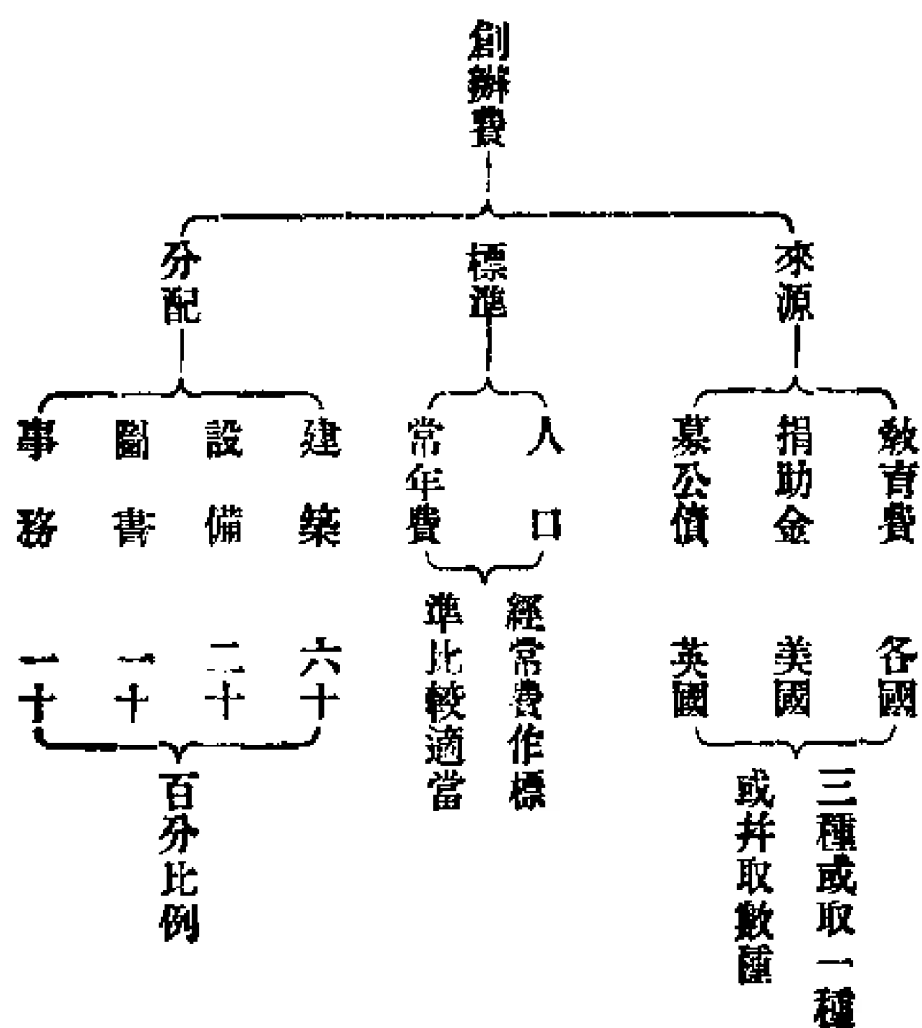 創辦費
來源
教育費
各國
捐助金
美國
募公債
英國
三種或取一種
或幷取數種
標準
人口
常年費
經常費作標
準比較適當
分配
建築
六十
設備
二十
圖書
一十
事務
一十
百分比例